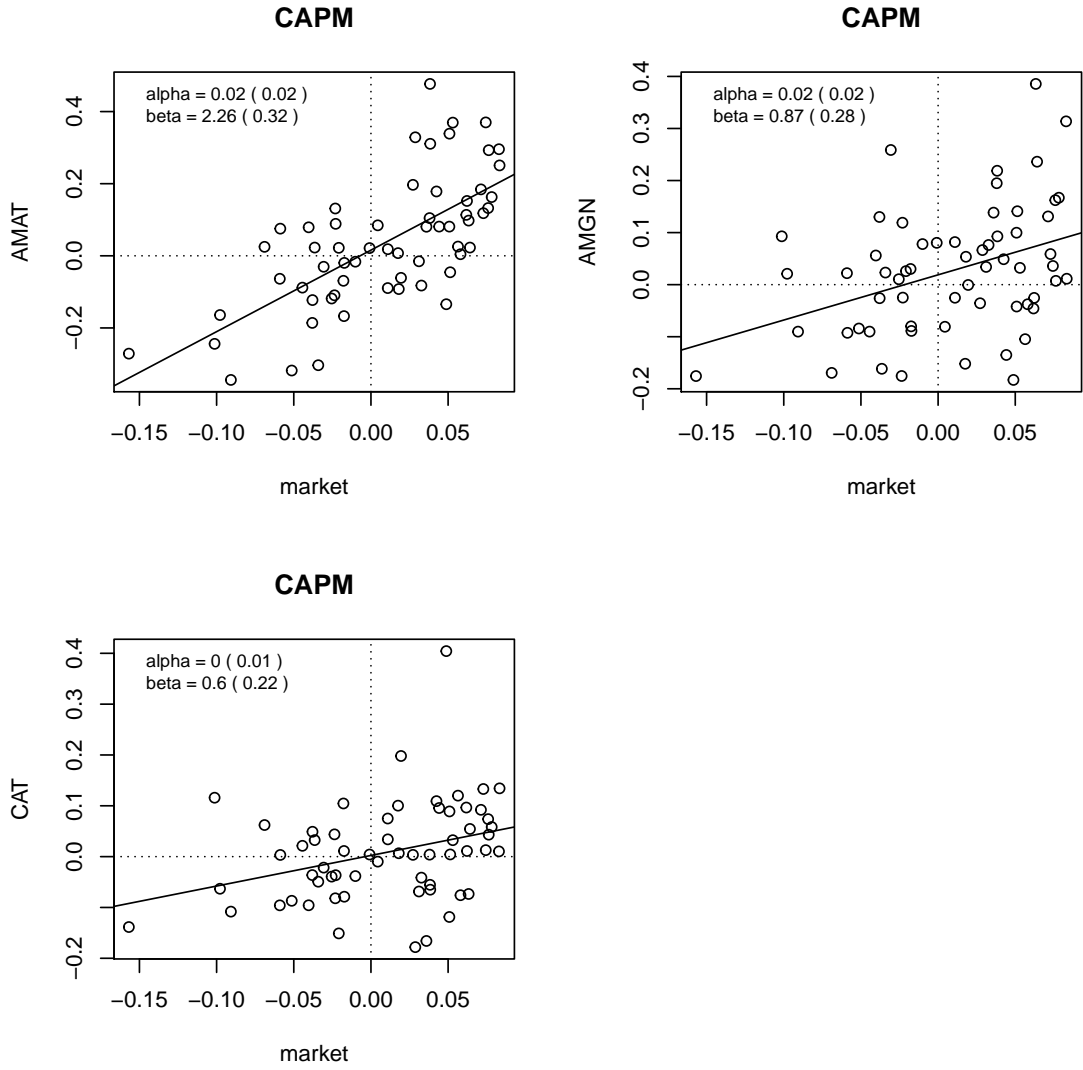 CAPM
alpha = 0.02 ( 0.02 )
beta = 2.26 ( 0.32 )
AMAT
0.4
0.2
0.0
−0.2
−0.15 −0.10 −0.05 0.00 0.05
market
CAPM
alpha = 0.02 ( 0.02 )
beta = 0.87 ( 0.28 )
AMGN
0.4
0.3
0.2
0.1
0.0
−0.2
−0.15 −0.10 −0.05 0.00 0.05
market
CAPM
alpha = 0 ( 0.01 )
beta = 0.6 ( 0.22 )
CAT
0.4
0.3
0.2
0.1
0.0
−0.2
−0.15 −0.10 −0.05 0.00 0.05
market